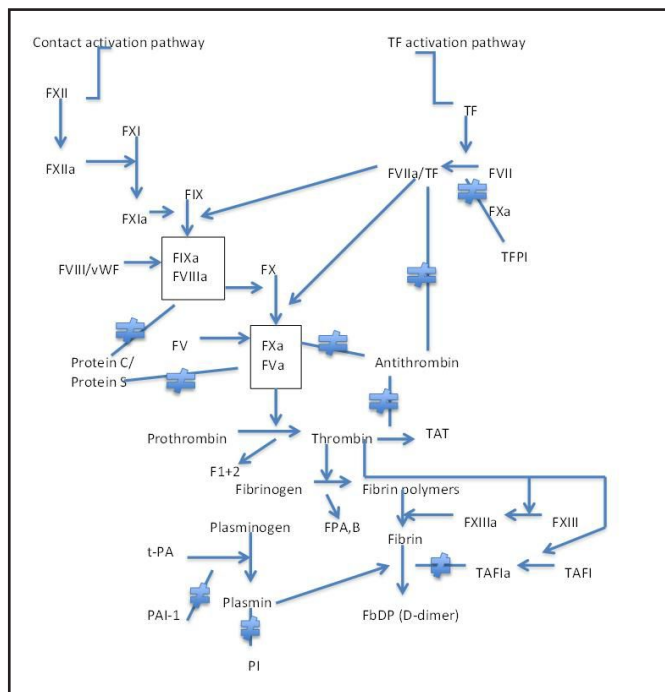 Contact activation pathway
TF activation pathway
FXII
TF
FXI
FXIIa
FVIIa/TF
FVII
FIX
FXIa
FXa
TFPI
FIXa
FVIIIa
FVIII/vWF
FX
FV
FXa
FVa
Protein C/
Protein S
Antithrombin
Prothrombin
Thrombin
TAT
F1+2
Fibrinogen
Fibrin polymers
FPA,B
FXIIIa
FXIII
Plasminogen
Fibrin
t-PA
TAFIa
TAFI
Plasmin
PAI-1
FbDP (D-dimer)
PI